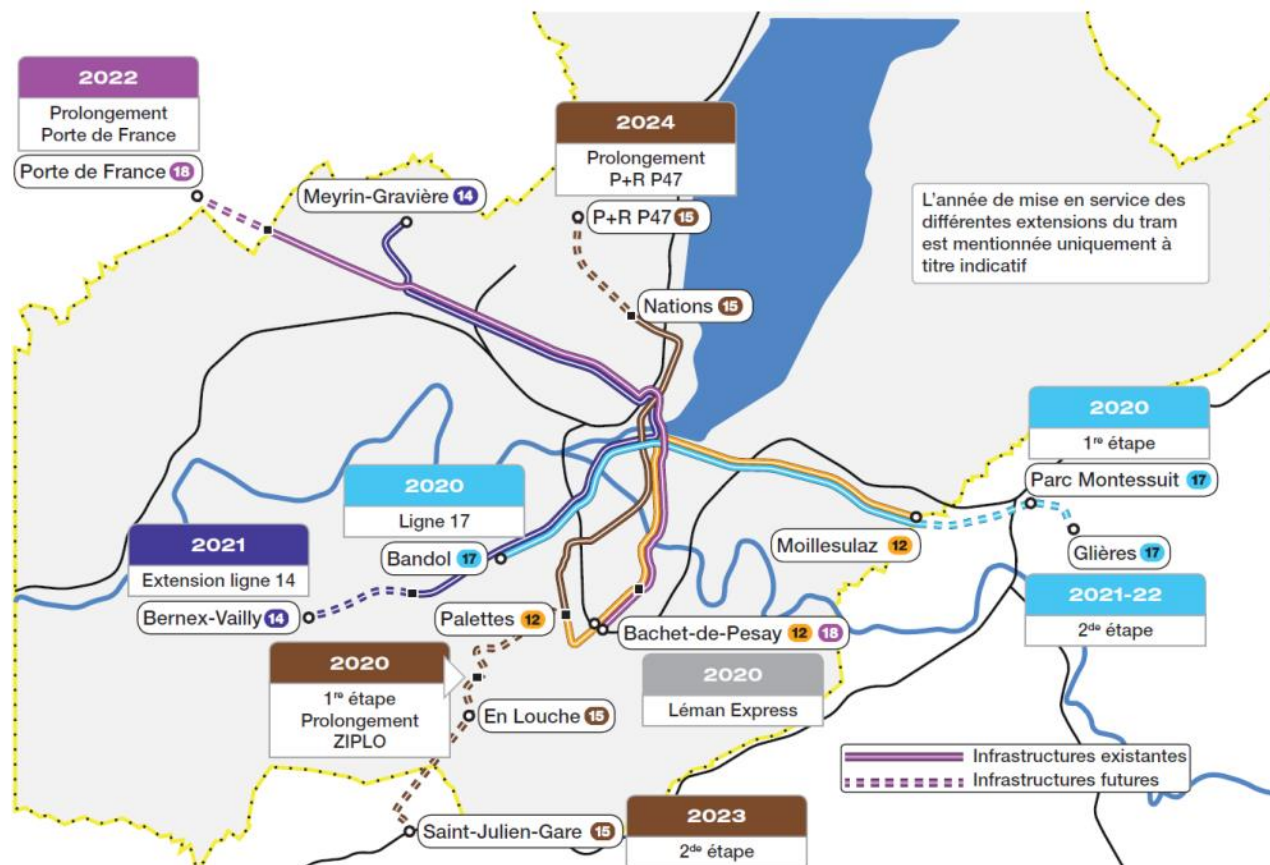 2022
Prolongement
Porte de France
Porte de France 18
Meyrin-Gravière 14
2024
Prolongement
P+R P47
P+R P47 15
Nations 15
L'année de mise en service des
différentes extensions du tram
est mentionnée uniquement à
titre indicatif
2020
1re étape
Parc Montessuit 17
Glières 17
2021-22
2de étape
Moillesulaz 12
2020
Ligne 17
Bandol 17
2021
Extension ligne 14
Bernex-Vailly 14
Palettes 12
Bachet-de-Pesay 12 18
2020
Léman Express
2020
1re étape
Prolongement
ZIPLO
En Louche 15
Saint-Julien-Gare 15
2023
2de étape
Infrastructures existantes
Infrastructures futures